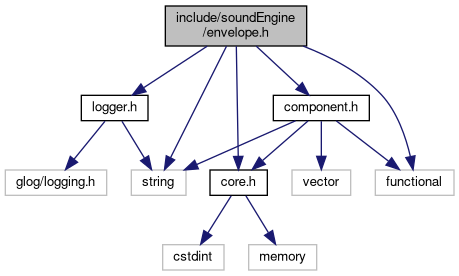 include/soundEngine
/envelope.h
logger.h
component.h
glog/logging.h
string
core.h
vector
functional
cstdint
memory